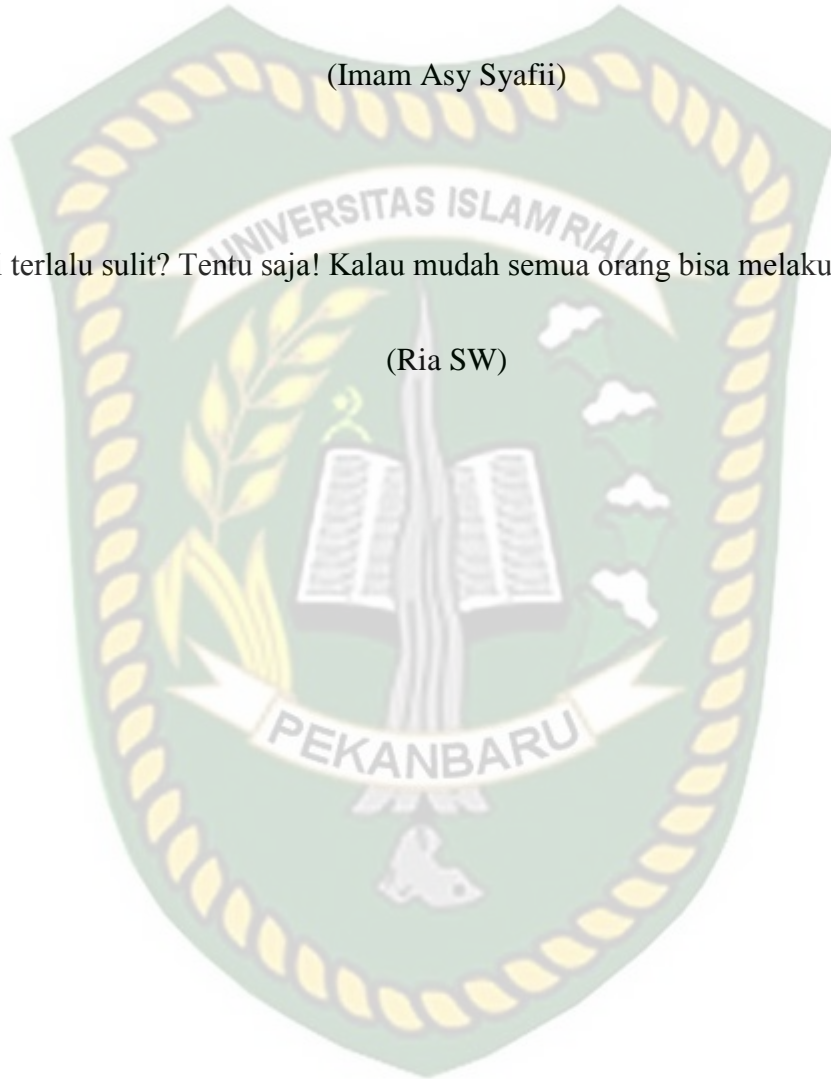 (Imam Asy Syafii)
UNIVERSITAS ISLAM RIAU
terlalu sulit? Tentu saja! Kalau mudah semua orang bisa melaku
(Ria SW)
PEKANBARU